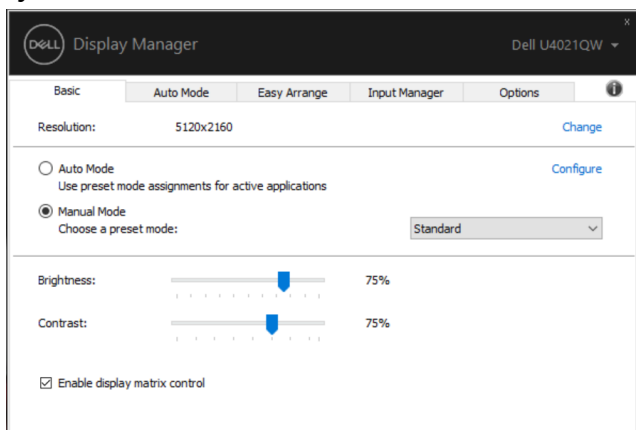 DELL Display Manager Dell U4021QW
x
Basic Auto Mode Easy Arrange Input Manager Options
Resolution: 5120x2160 Change
Auto Mode Configure
Use preset mode assignments for active applications
Manual Mode
Choose a preset mode: Standard
Brightness: 75%
Contrast: 75%
Enable display matrix control